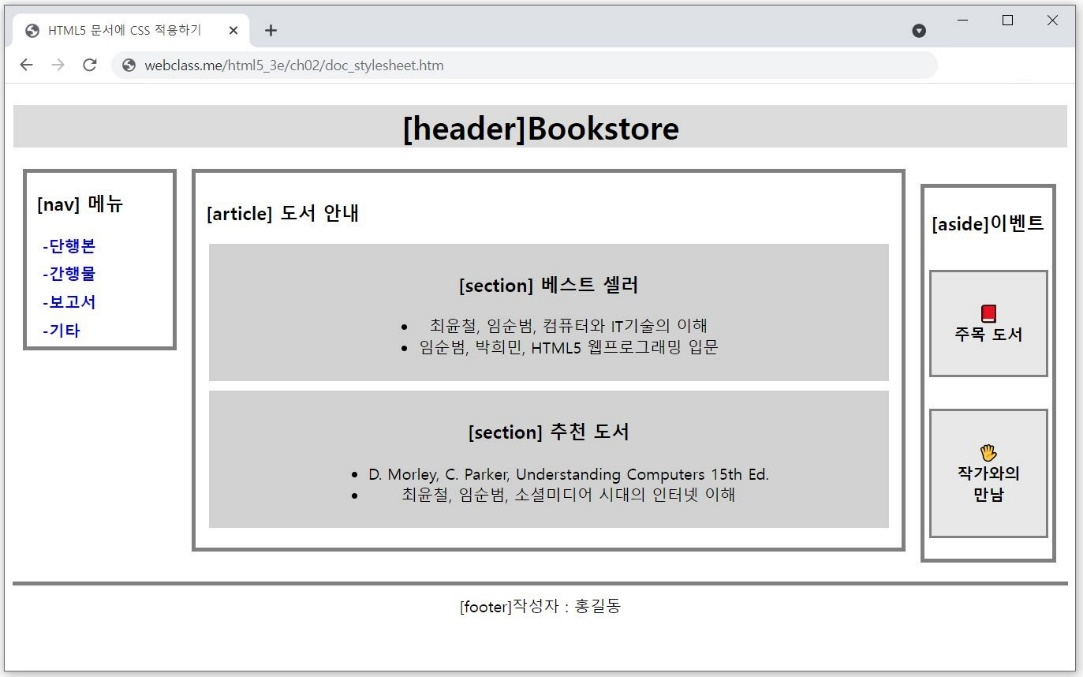 HTML5 문서에 CSS 적용하기
webclass.me/html5_3e/ch02/doc_stylesheet.htm
[header]Bookstore
[nav] 메뉴
-단행본
-간행물
-보고서
-기타
[article] 도서 안내
[section] 베스트 셀러
최윤철, 임순범, 컴퓨터와 IT기술의 이해
임순범, 박희민, HTML5 웹프로그래밍 입문
[section] 추천 도서
D. Morley, C. Parker, Understanding Computers 15th Ed.
최윤철, 임순범, 소셜미디어 시대의 인터넷 이해
[aside]이벤트
주목 도서
작가와의
만남
[footer]작성자 : 홍길동